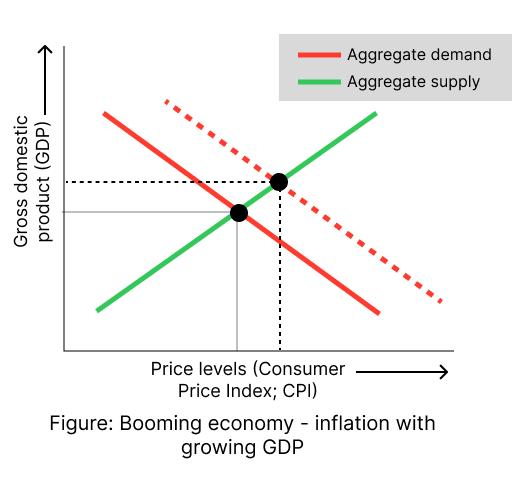 Aggregate demand
Aggregate supply
Gross domestic
product (GDP)
Price levels (Consumer
Price Index; CPI)
Figure: Booming economy - inflation with
growing GDP